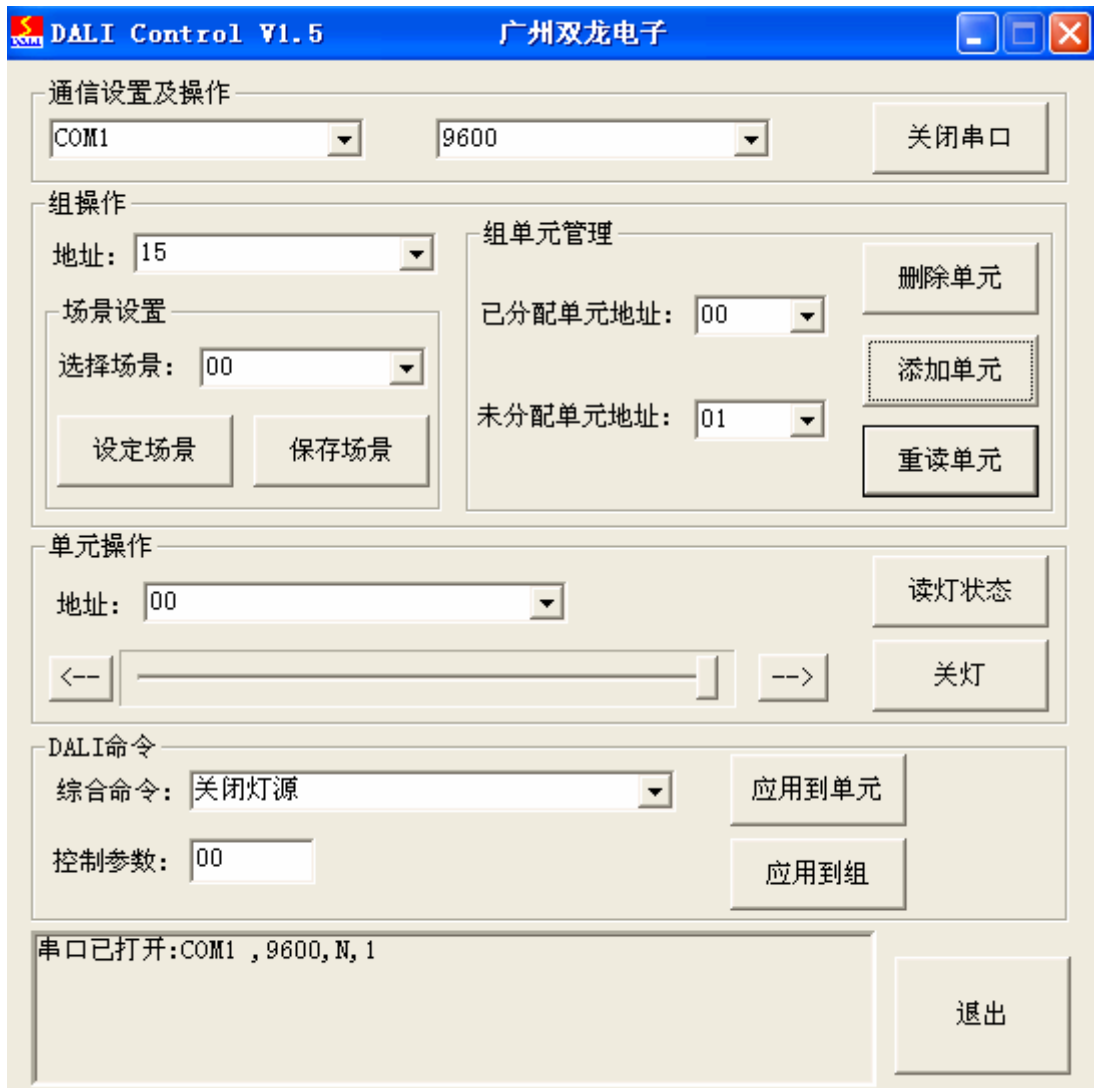 DALI Control V1.5 广州双龙电子
通信设置及操作
COM1 9600 关闭串口
组操作
地址: 15
组单元管理
删除单元
场景设置
已分配单元地址: 00
选择场景: 00
添加单元
未分配单元地址: 01
设定场景 保存场景
重读单元
单元操作
地址: 00
读灯状态
<-- --> 关灯
DALI命令
综合命令: 关闭灯源 应用到单元
控制参数: 00 应用到组
串口已打开:COM1 ,9600,N,1
退出